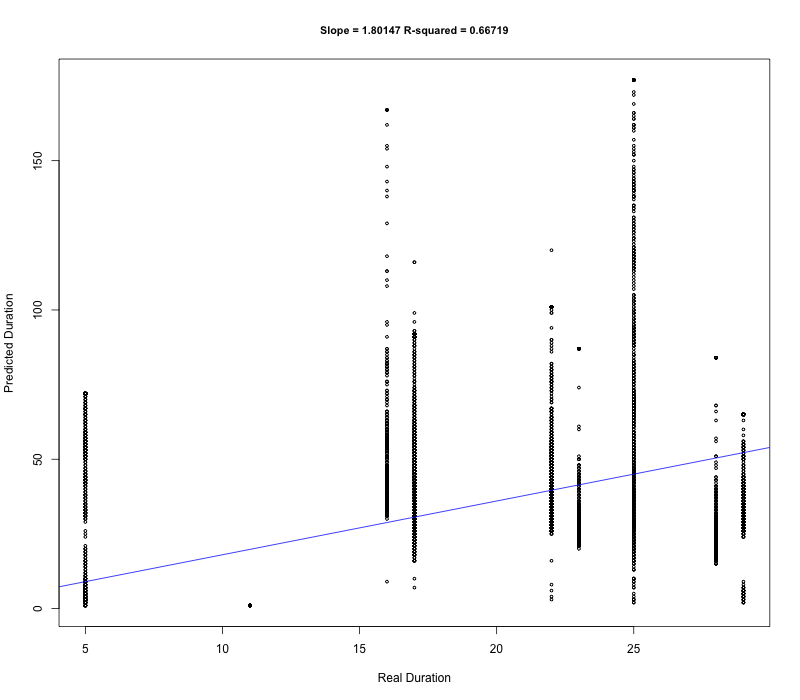 Slope = 1.80147 R-squared = 0.66719
150
100
50
0
Predicted Duration
5 10 15 20 25
Real Duration